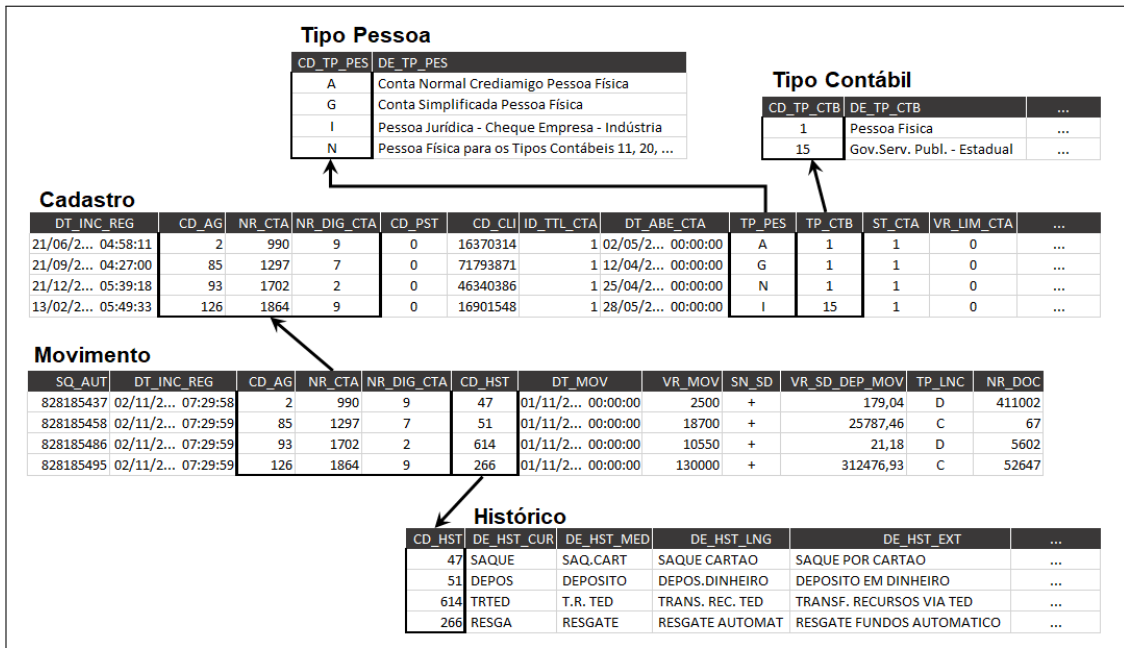 Tipo Pessoa
CD_TP_PES DE_TP_PES
A Conta Normal Crediamigo Pessoa Física
G Conta Simplificada Pessoa Física
I Pessoa Jurídica - Cheque Empresa - Indústria
N Pessoa Física para os Tipos Contábeis 11, 20, ...
Tipo Contábil
CD_TP_CTB DE_TP_CTB ...
1 Pessoa Fisica ...
15 Gov.Serv. Publ. - Estadual ...
Cadastro
DT_INC_REG CD_AG NR_CTA NR_DIG_CTA CD_PST CD_CLI ID_TTL_CTA DT_ABE_CTA TP_PES TP_CTB ST_CTA VR_LIM_CTA ...
21/06/2... 04:58:11 2 990 9 0 16370314 1 02/05/2... 00:00:00 A 1 1 0 ...
21/09/2... 04:27:00 85 1297 7 0 71793871 1 12/04/2... 00:00:00 G 1 1 0 ...
21/12/2... 05:39:18 93 1702 2 0 46340386 1 25/04/2... 00:00:00 N 1 1 0 ...
13/02/2... 05:49:33 126 1864 9 0 16901548 1 28/05/2... 00:00:00 I 15 1 0 ...
Movimento
SQ_AUT DT_INC_REG CD_AG NR_CTA NR_DIG_CTA CD_HST DT_MOV VR_MOV SN_SD VR_SD_DEP_MOV TP_LNC NR_DOC
828185437 02/11/2... 07:29:58 2 990 9 47 01/11/2... 00:00:00 2500 + 179,04 D 411002
828185458 02/11/2... 07:29:59 85 1297 7 51 01/11/2... 00:00:00 18700 + 25787,46 C 67
828185486 02/11/2... 07:29:59 93 1702 2 614 01/11/2... 00:00:00 10550 + 21,18 D 5602
828185495 02/11/2... 07:29:59 126 1864 9 266 01/11/2... 00:00:00 130000 + 312476,93 C 52647
Histórico
CD_HST DE_HST_CUR DE_HST_MED DE_HST_LNG DE_HST_EXT ...
47 SAQUE SAQ.CART SAQUE CARTAO SAQUE POR CARTAO ...
51 DEPOS DEPOSITO DEPOS.DINHEIRO DEPOSITO EM DINHEIRO ...
614 TRTED T.R. TED TRANS. REC. TED TRANSF. RECURSOS VIA TED ...
266 RESGA RESGATE RESGATE AUTOMAT RESGATE FUNDOS AUTOMATICO ...